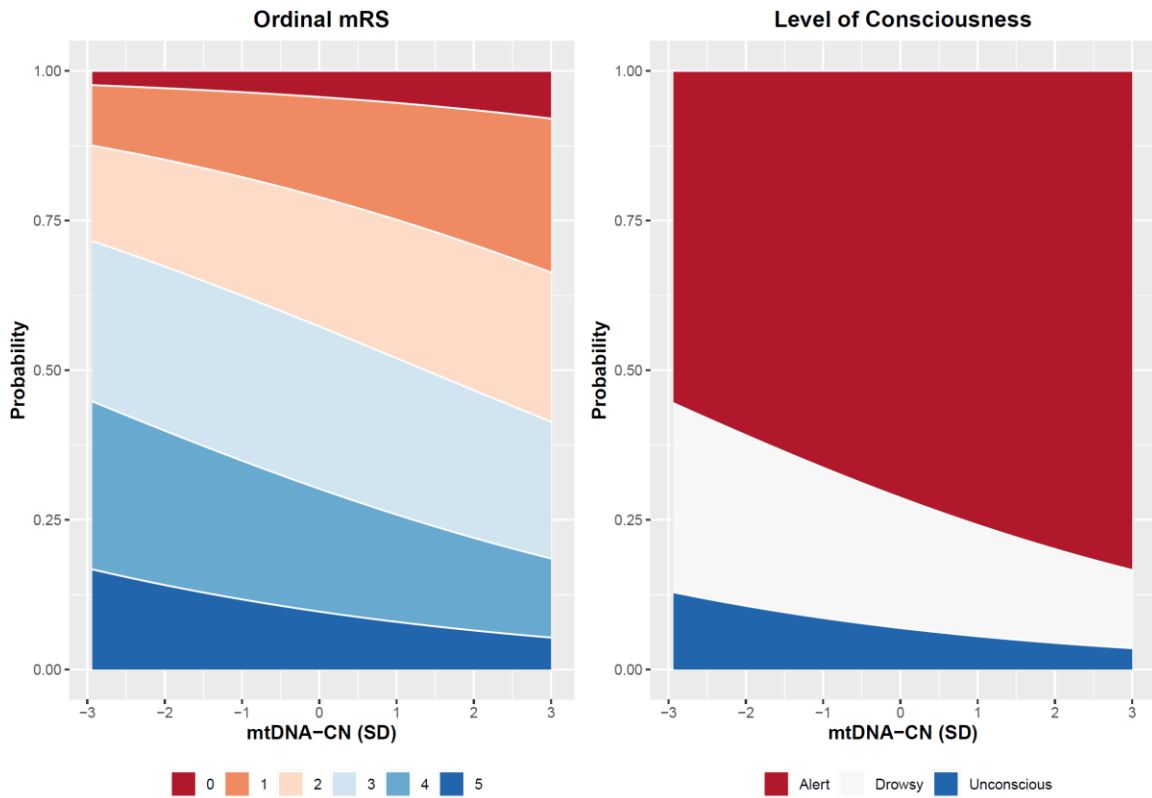 Ordinal mRS
Probability
1.00
0.75
0.50
0.25
0.00
−3 −2 −1 0 1 2 3
mtDNA−CN (SD)
0 1 2 3 4 5
Level of Consciousness
Probability
1.00
0.75
0.50
0.25
0.00
−3 −2 −1 0 1 2 3
mtDNA−CN (SD)
Alert Drowsy Unconscious